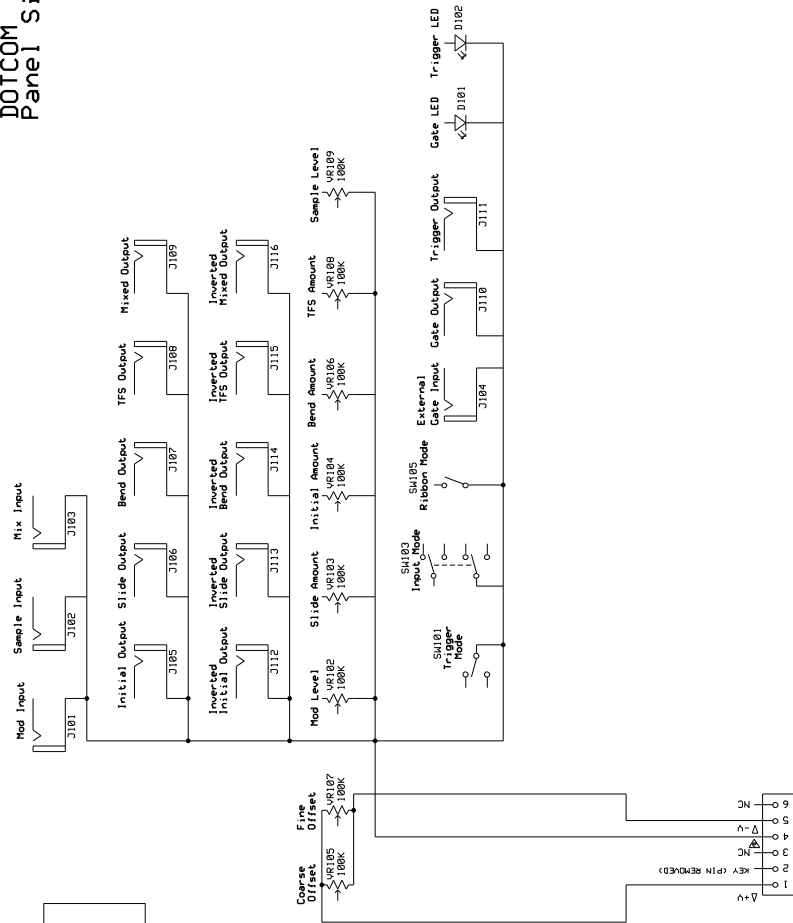 DOTCOM
Panel Si
Mod Input
J101
Sample Input
J102
Mix Input
J103
Initial Output
J105
Slide Output
J106
Bend Output
J107
TFS Output
J108
Mixed Output
J109
Inverted
Initial Output
J112
Inverted
Slide Output
J113
Inverted
Bend Output
J114
Inverted
TFS Output
J115
Inverted
Mixed Output
J116
Coarse
Offset
VR105
100K
Fine
Offset
VR107
100K
Mod Level
VR102
100K
Slide Amount
VR103
100K
Initial Amount
VR104
100K
Bend Amount
VR106
100K
TFS Amount
VR108
100K
Sample Level
VR109
100K
SW101
Trigger
Mode
SW103
Input Mode
SW105
Ribbon Mode
External
Gate Input
J104
Gate Output
J110
Trigger Output
J111
Gate LED
D101
Trigger LED
D102
+V
1
KEY (PIN REMOVED)
2
NC
3
4
-V
5
NC
6